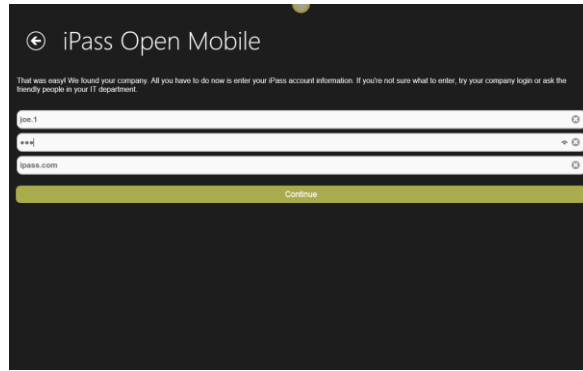 iPass Open Mobile
That was easy! We found your company. All you have to do now is enter your iPass account information. If you're not sure what to enter, try your company login or ask the
friendly people in your IT department.
joe.1
•••
ipass.com
Continue